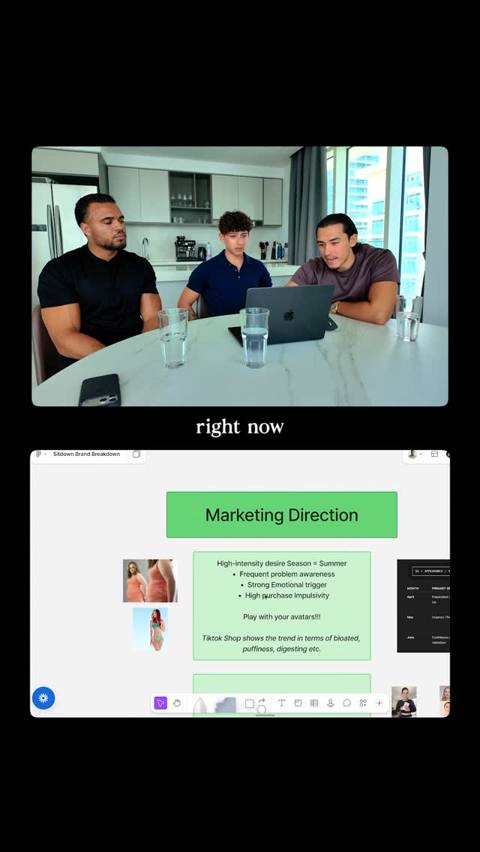 right now
Sitdown Brand Breakdown
Marketing Direction
High-intensity desire Season = Summer
• Frequent problem awareness
• Strong Emotional trigger
• High purchase Impulsivity
Play with your avatars!!!
Tiktok Shop shows the trend in terms of bloated,
puffiness, digesting etc.
MONTH
April
May
June